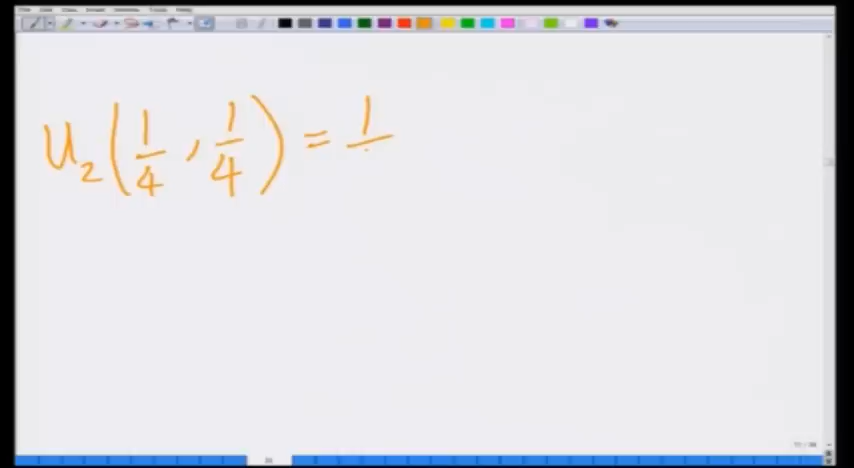 U₂(1/4, 1/4) = 1/